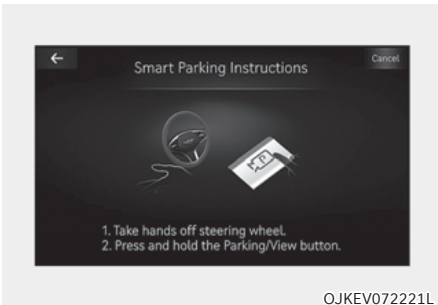 Cancel
Smart Parking Instructions
P
1. Take hands off steering wheel.
2. Press and hold the Parking/View button.
OJKEV072221L